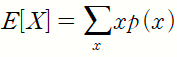 E[X] = ∑ₓ xp(x)